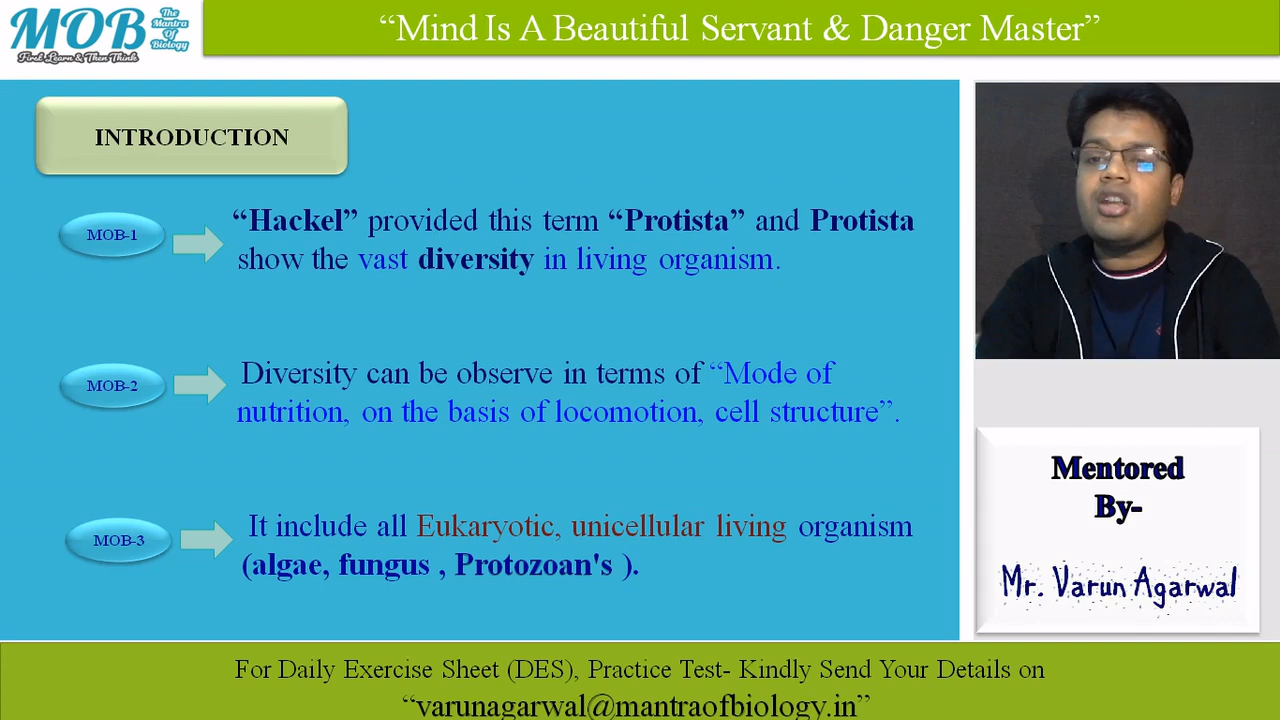 MOB
The
Mantra
Of
Biology
First Learn & Then Think
“Mind Is A Beautiful Servant & Danger Master”
INTRODUCTION
MOB-1
“Hackel” provided this term “Protista” and Protista
show the vast diversity in living organism.
MOB-2
Diversity can be observe in terms of “Mode of
nutrition, on the basis of locomotion, cell structure”.
MOB-3
It include all Eukaryotic, unicellular living organism
(algae, fungus , Protozoan's ).
Mentored
By-
Mr. Varun Agarwal
For Daily Exercise Sheet (DES), Practice Test- Kindly Send Your Details on
“varunagarwal@mantraofbiology.in”